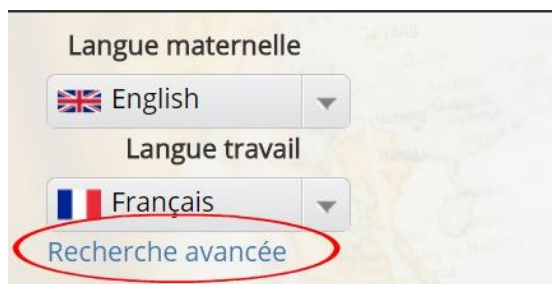 Langue maternelle
English
Langue travail
Français
Recherche avancée